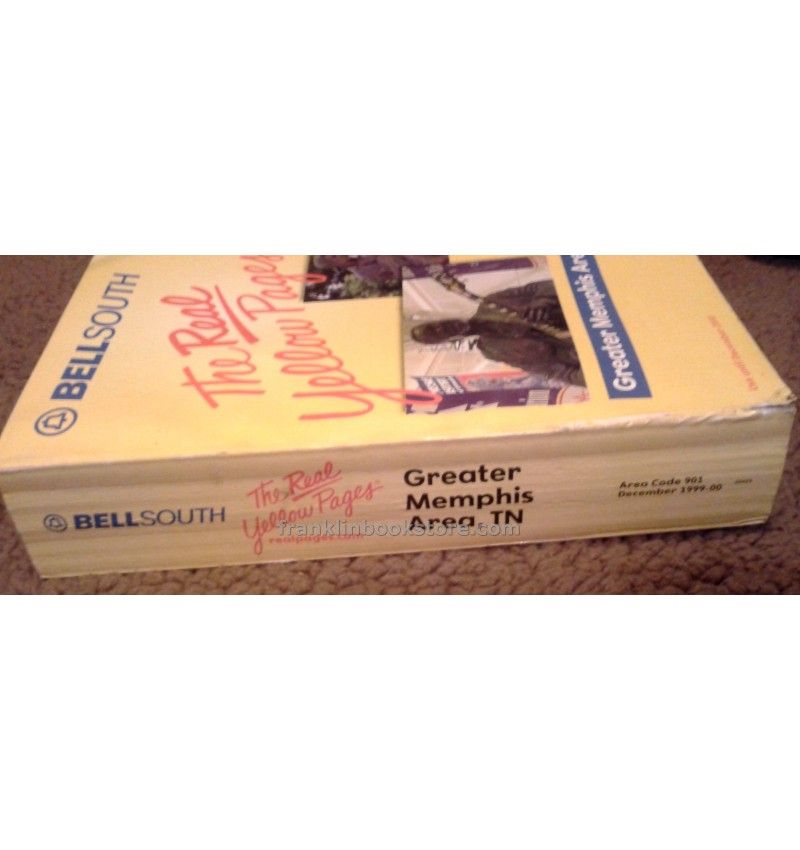 BELLSOUTH
The Real
Yellow Pages
Greater Memphis Are
BELLSOUTH
The Real
Yellow Pages
realpages.com
Greater
Memphis
Area, TN
Area Code 901
December 1999-00
franklinbookstore.com